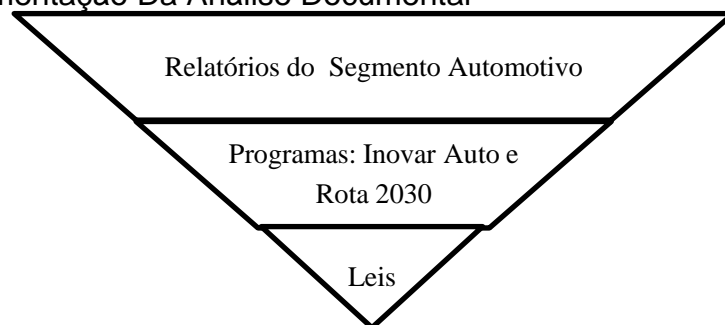 Da Análise Documental
Relatórios do Segmento Automotivo
Programas: Inovar Auto e
Rota 2030
Leis